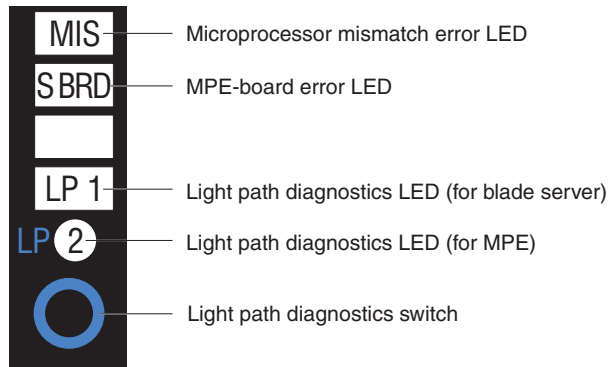 MIS Microprocessor mismatch error LED
S BRD MPE-board error LED
LP 1 Light path diagnostics LED (for blade server)
LP 2 Light path diagnostics LED (for MPE)
Light path diagnostics switch